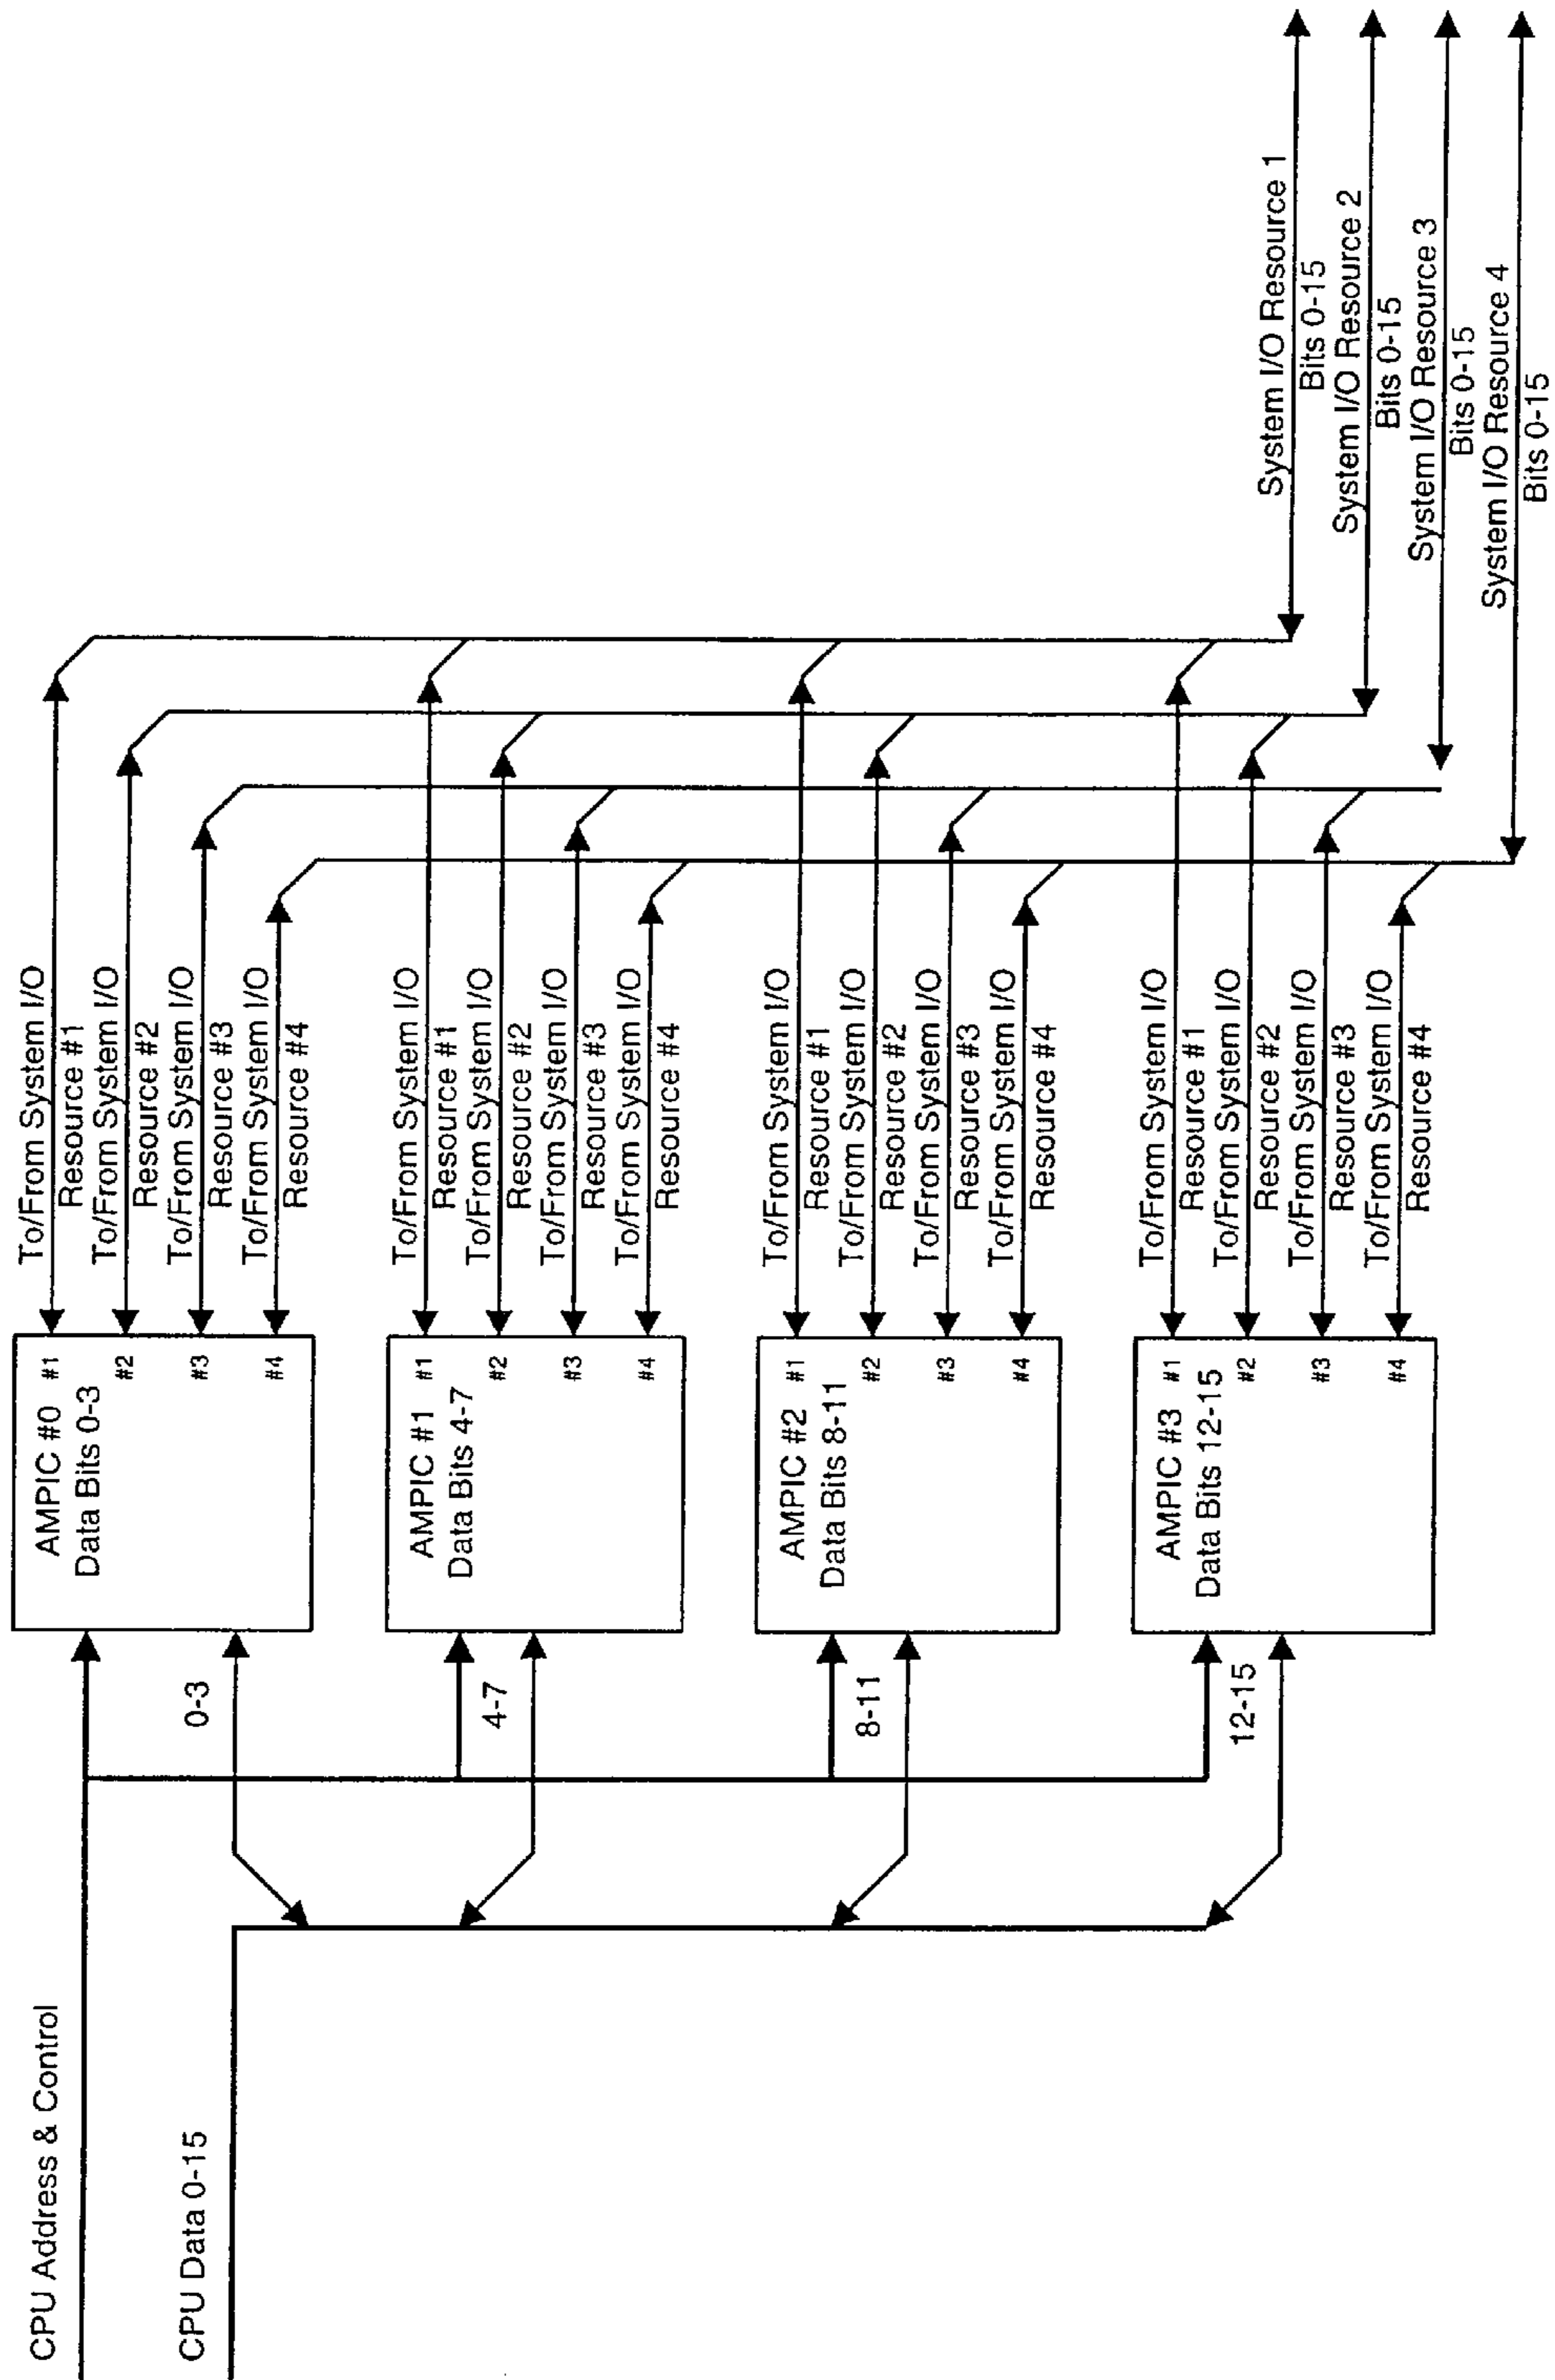 CPU Address & Control
CPU Data 0-15
0-3
4-7
8-11
12-15
AMPIC #0
Data Bits 0-3
#1
#2
#3
#4
To/From System I/O
Resource #1
To/From System I/O
Resource #2
To/From System I/O
Resource #3
To/From System I/O
Resource #4
AMPIC #1
Data Bits 4-7
#1
#2
#3
#4
To/From System I/O
Resource #1
To/From System I/O
Resource #2
To/From System I/O
Resource #3
To/From System I/O
Resource #4
AMPIC #2
Data Bits 8-11
#1
#2
#3
#4
To/From System I/O
Resource #1
To/From System I/O
Resource #2
To/From System I/O
Resource #3
To/From System I/O
Resource #4
AMPIC #3
Data Bits 12-15
#1
#2
#3
#4
To/From System I/O
Resource #1
To/From System I/O
Resource #2
To/From System I/O
Resource #3
To/From System I/O
Resource #4
System I/O Resource 1
Bits 0-15
System I/O Resource 2
Bits 0-15
System I/O Resource 3
Bits 0-15
System I/O Resource 4
Bits 0-15